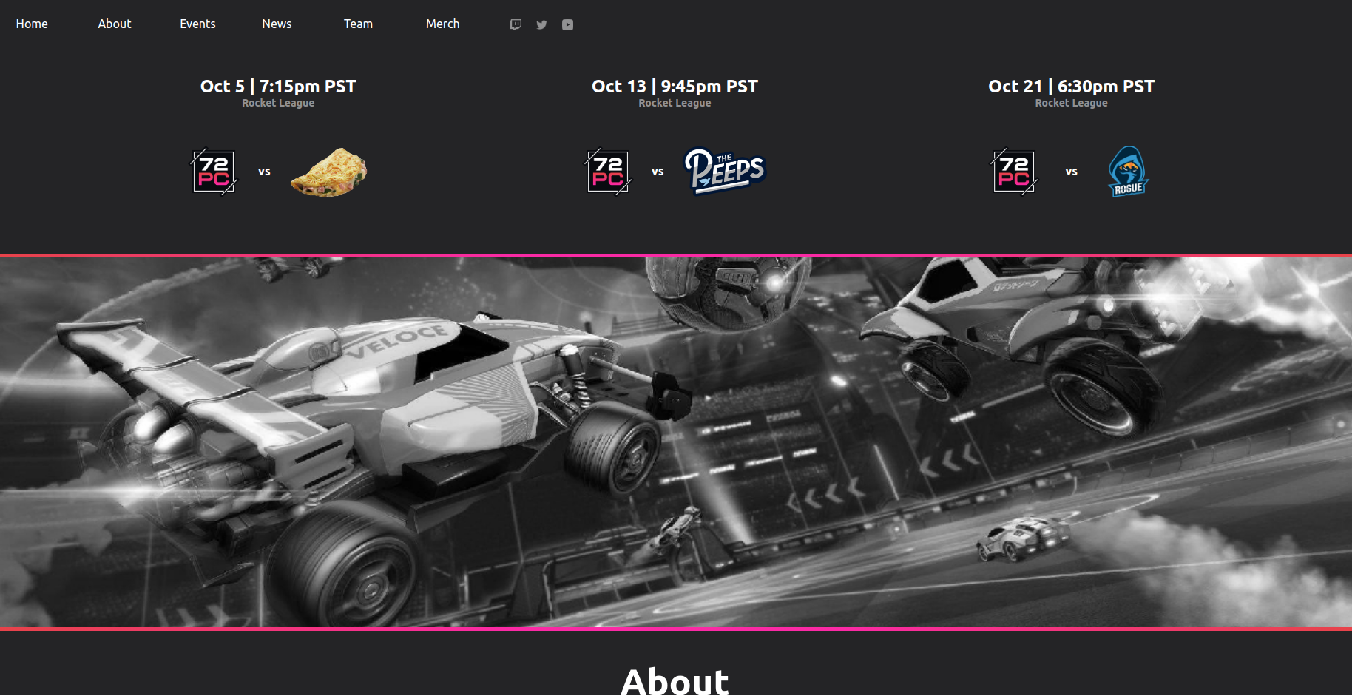 Home About Events News Team Merch
Oct 5 | 7:15pm PST
Rocket League
72
PC
vs
Oct 13 | 9:45pm PST
Rocket League
72
PC
vs
THE
PEEPS
Oct 21 | 6:30pm PST
Rocket League
72
PC
vs
ROGUE
VELOCE
About